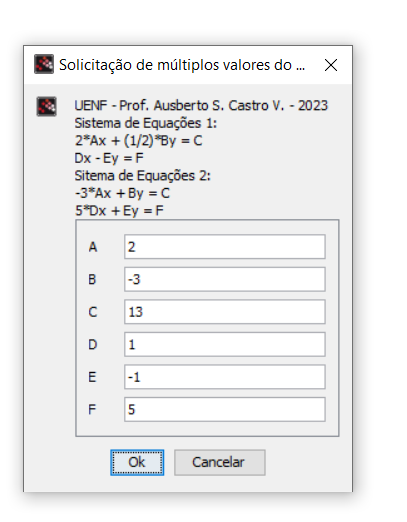 Solicitação de múltiplos valores do ...
UENF - Prof. Ausberto S. Castro V. - 2023
Sistema de Equações 1:
2*Ax + (1/2)*By = C
Dx - Ey = F
Sitema de Equações 2:
-3*Ax + By = C
5*Dx + Ey = F
A 2
B -3
C 13
D 1
E -1
F 5
Ok Cancelar